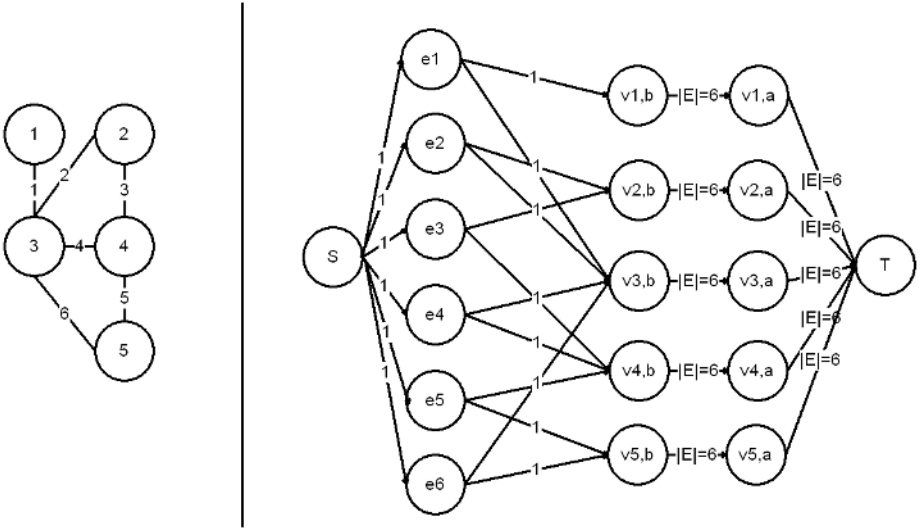 1 2
1 2 3
3 4 4
6 5
5
S
1
1
1
1
1
1
e1
e2
e3
e4
e5
e6
1
1
1
1
1
1
1
1
v1,b |E|=6 v1,a
v2,b |E|=6 v2,a
v3,b |E|=6 v3,a
v4,b |E|=6 v4,a
v5,b |E|=6 v5,a
|E|=6
|E|=6
|E|=6
|E|=6
|E|=6
T